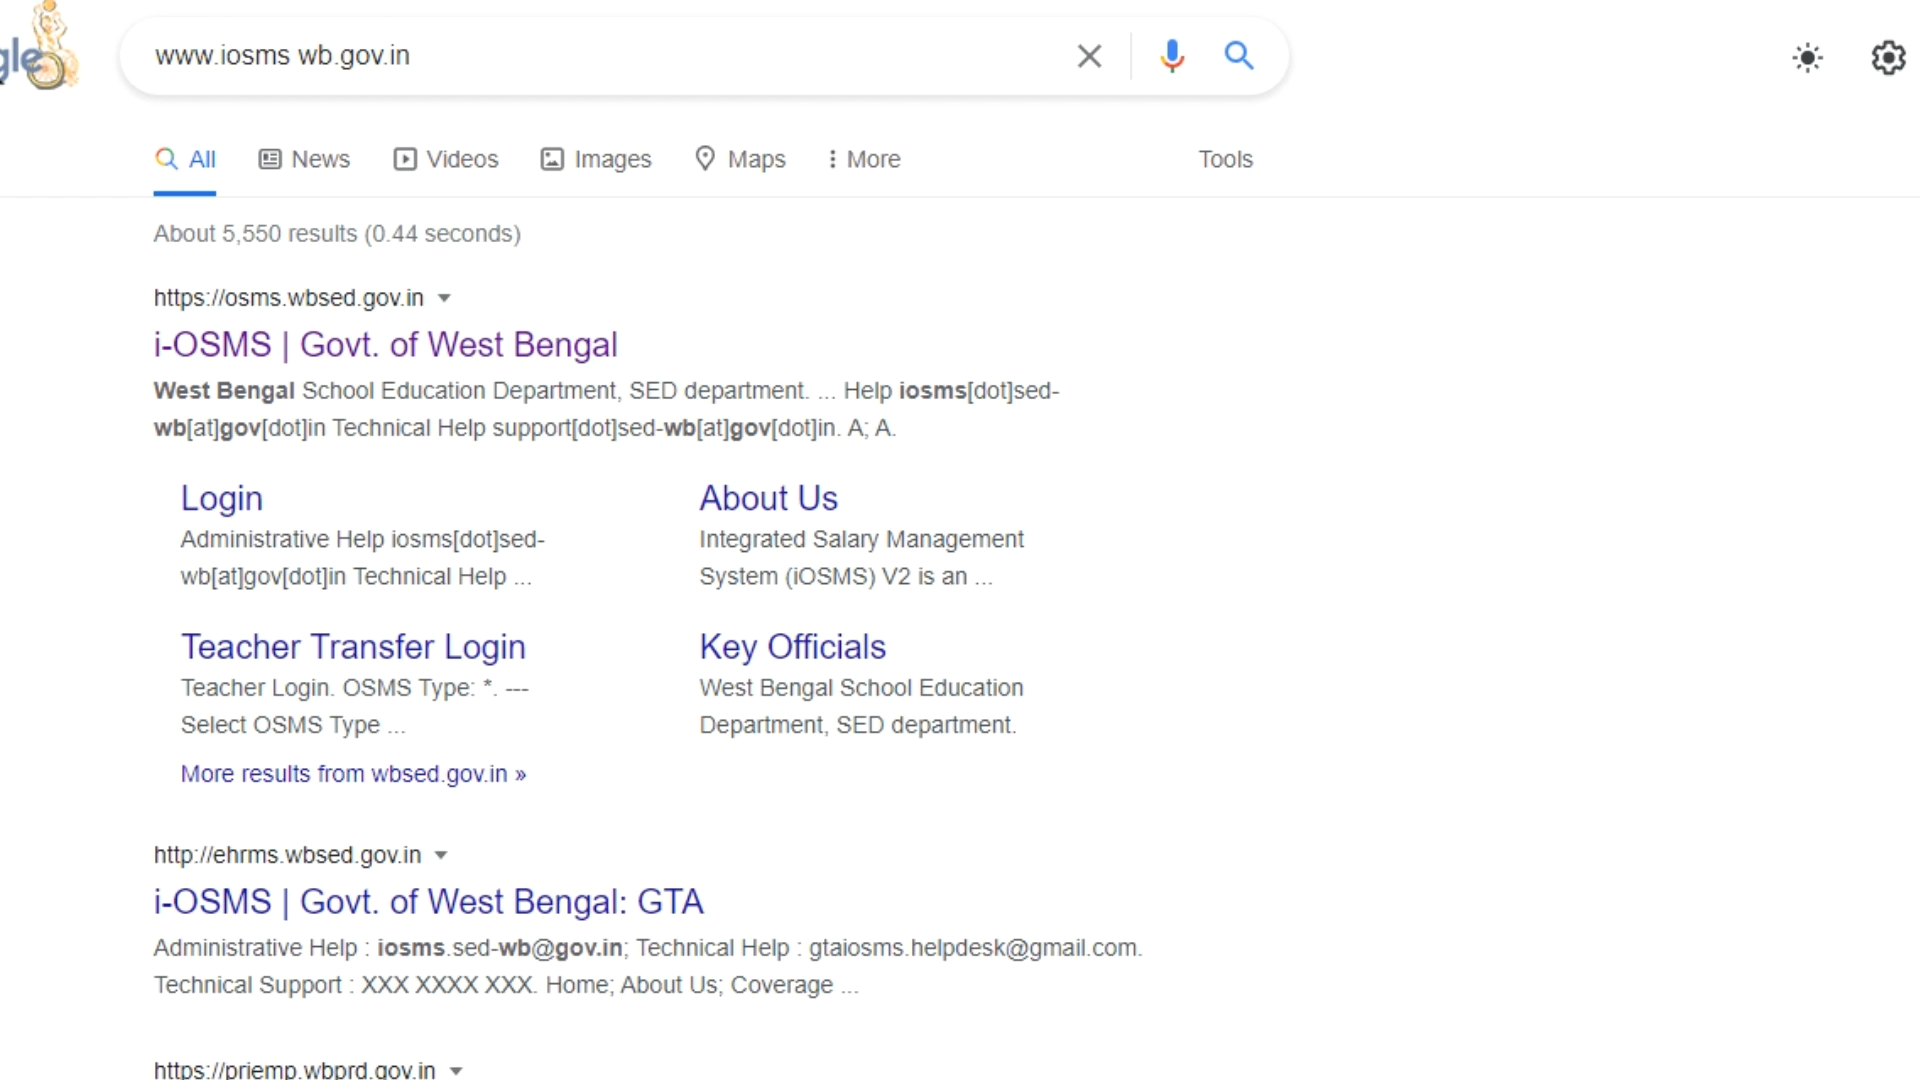 gle
www.iosms wb.gov.in
All News Videos Images Maps More Tools
About 5,550 results (0.44 seconds)
https://osms.wbsed.gov.in
i-OSMS | Govt. of West Bengal
West Bengal School Education Department, SED department. ... Help iosms[dot]sed-
wb[at]gov[dot]in Technical Help support[dot]sed-wb[at]gov[dot]in. A; A.
Login
Administrative Help iosms[dot]sed-
wb[at]gov[dot]in Technical Help ...
About Us
Integrated Salary Management
System (iOSMS) V2 is an ...
Teacher Transfer Login
Teacher Login. OSMS Type: *. ---
Select OSMS Type ...
Key Officials
West Bengal School Education
Department, SED department.
More results from wbsed.gov.in »
http://ehrms.wbsed.gov.in
i-OSMS | Govt. of West Bengal: GTA
Administrative Help : iosms.sed-wb@gov.in; Technical Help : gtaiosms.helpdesk@gmail.com.
Technical Support : XXX XXXX XXX. Home; About Us; Coverage ...
https://priemp.wbprd.gov.in